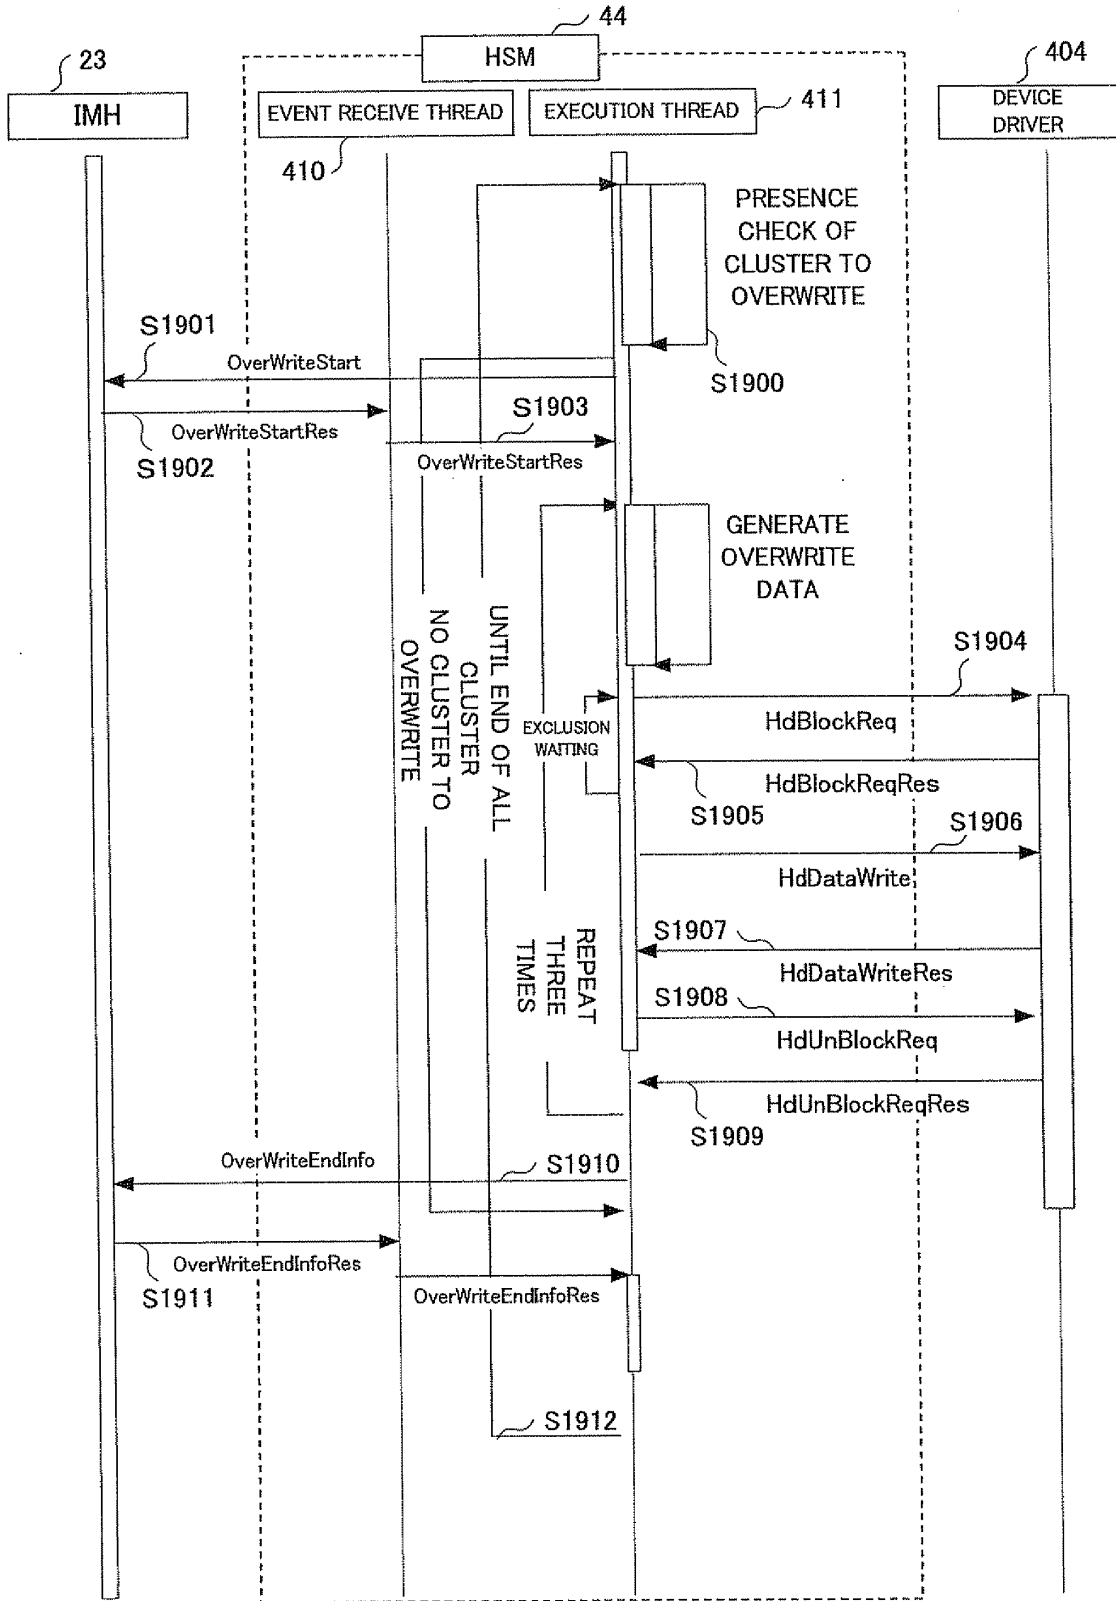 44
HSM
23
IMH
EVENT RECEIVE THREAD
410
EXECUTION THREAD
411
404
DEVICE
DRIVER
PRESENCE
CHECK OF
CLUSTER TO
OVERWRITE
S1900
S1901
OverWriteStart
OverWriteStartRes
S1902
S1903
OverWriteStartRes
GENERATE
OVERWRITE
DATA
NO CLUSTER TO
OVERWRITE
UNTIL END OF ALL
CLUSTER
EXCLUSION
WAITING
S1904
HdBlockReq
HdBlockReqRes
S1905
S1906
HdDataWrite
REPEAT
THREE
TIMES
S1907
HdDataWriteRes
S1908
HdUnBlockReq
HdUnBlockReqRes
S1909
OverWriteEndInfo
S1910
OverWriteEndInfoRes
S1911
OverWriteEndInfoRes
S1912